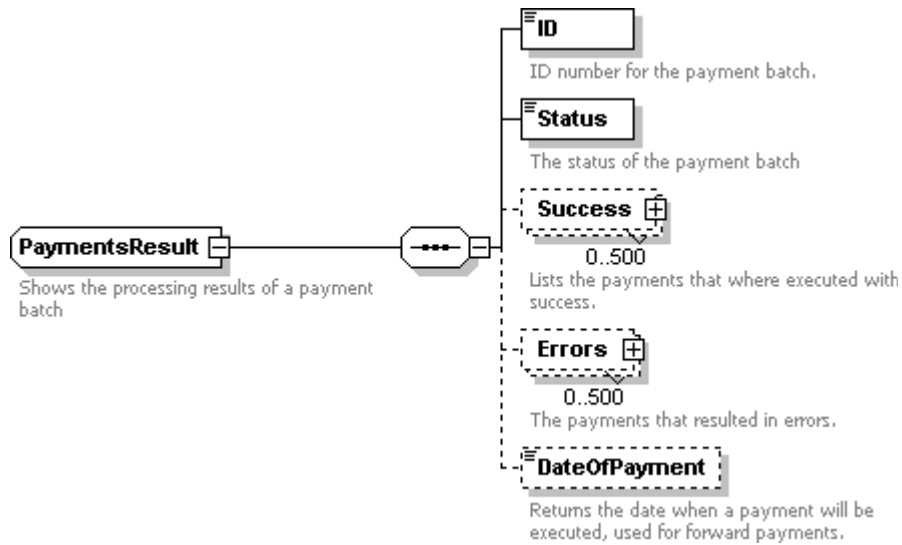 ID
ID number for the payment batch.
Status
The status of the payment batch
Success
0..500
Lists the payments that where executed with
success.
PaymentsResult
Shows the processing results of a payment
batch
Errors
0..500
The payments that resulted in errors.
DateOfPayment
Returns the date when a payment will be
executed, used for forward payments.